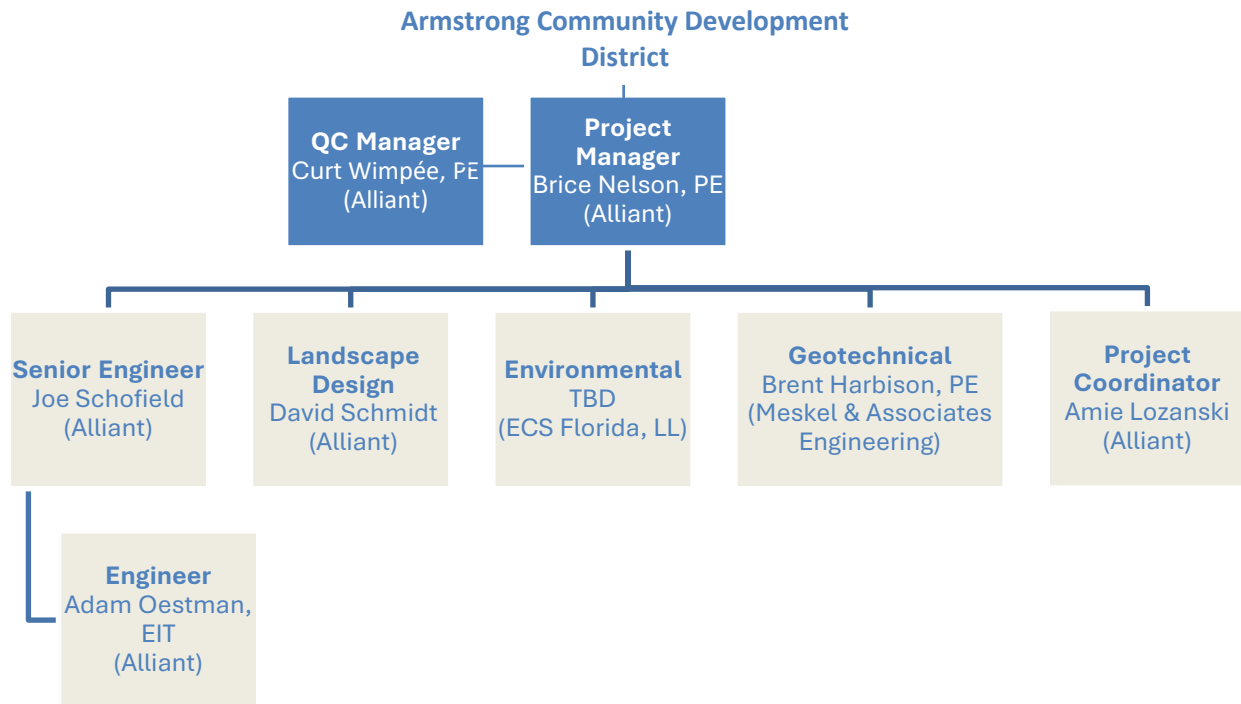 Armstrong Community Development
District
QC Manager
Curt Wimpée, PE
(Alliant)
Project
Manager
Brice Nelson, PE
(Alliant)
Senior Engineer
Joe Schofield
(Alliant)
Landscape
Design
David Schmidt
(Alliant)
Environmental
TBD
(ECS Florida, LL)
Geotechnical
Brent Harbison, PE
(Meskel & Associates
Engineering)
Project
Coordinator
Amie Lozanski
(Alliant)
Engineer
Adam Oestman,
EIT
(Alliant)